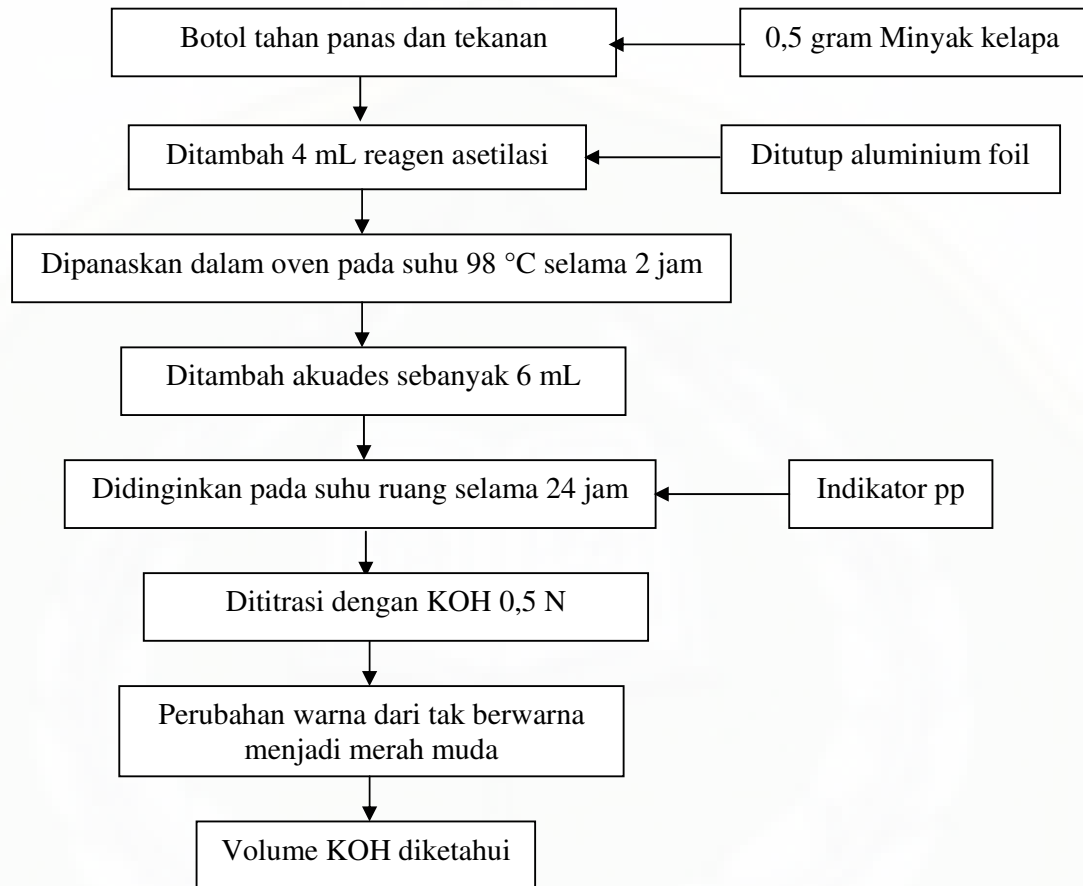 Botol tahan panas dan tekanan
0,5 gram Minyak kelapa
Ditambah 4 mL reagen asetilasi
Ditutup aluminium foil
Dipanaskan dalam oven pada suhu 98 °C selama 2 jam
Ditambah akuades sebanyak 6 mL
Didinginkan pada suhu ruang selama 24 jam
Indikator pp
Dititrasi dengan KOH 0,5 N
Perubahan warna dari tak berwarna
menjadi merah muda
Volume KOH diketahui